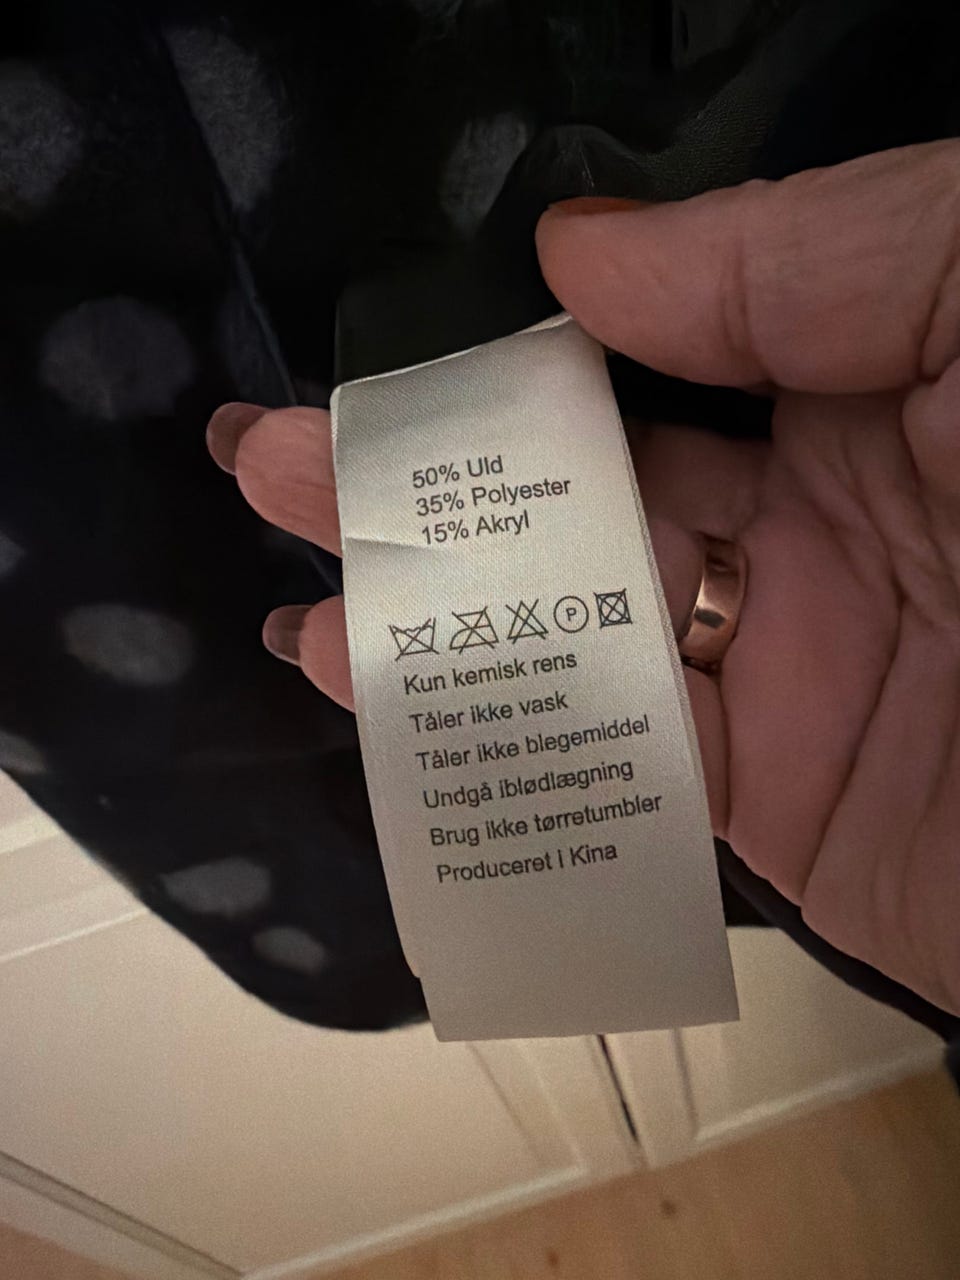 50% Uld
35% Polyester
15% Akryl
P
Kun kemisk rens
Tåler ikke vask
Tåler ikke blegemiddel
Undgå iblødlægning
Brug ikke tørretumbler
Produceret i Kina